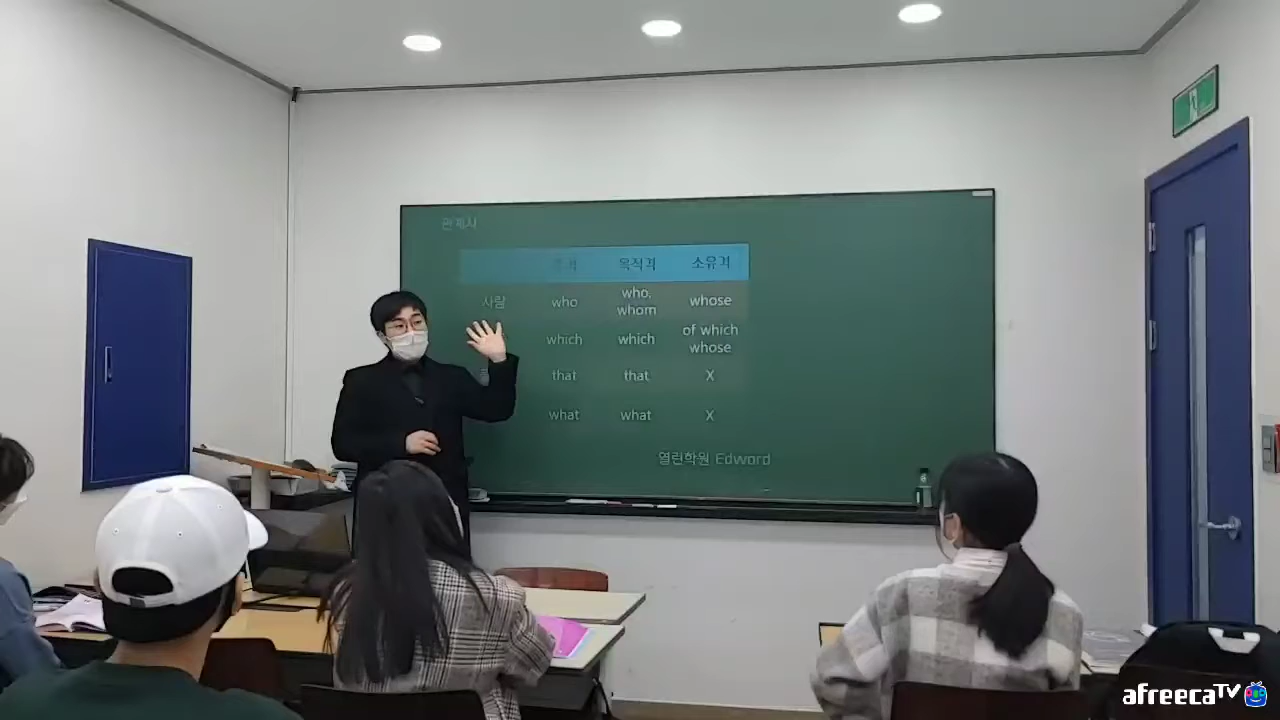 관계사
주격 목적격 소유격
사람 who who, whom whose
which which of which whose
that that X
what what X
열린학원 Edword
afreecaTV